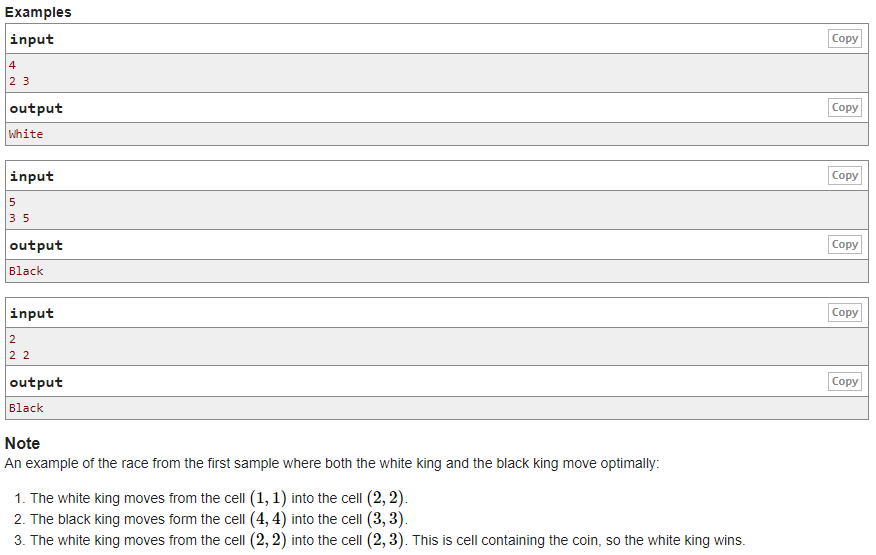 Examples
input Copy
4
2 3
output Copy
White
input Copy
5
3 5
output Copy
Black
input Copy
2
2 2
output Copy
Black
Note
An example of the race from the first sample where both the white king and the black king move optimally:
1. The white king moves from the cell (1, 1) into the cell (2, 2).
2. The black king moves form the cell (4, 4) into the cell (3, 3).
3. The white king moves from the cell (2, 2) into the cell (2, 3). This is cell containing the coin, so the white king wins.